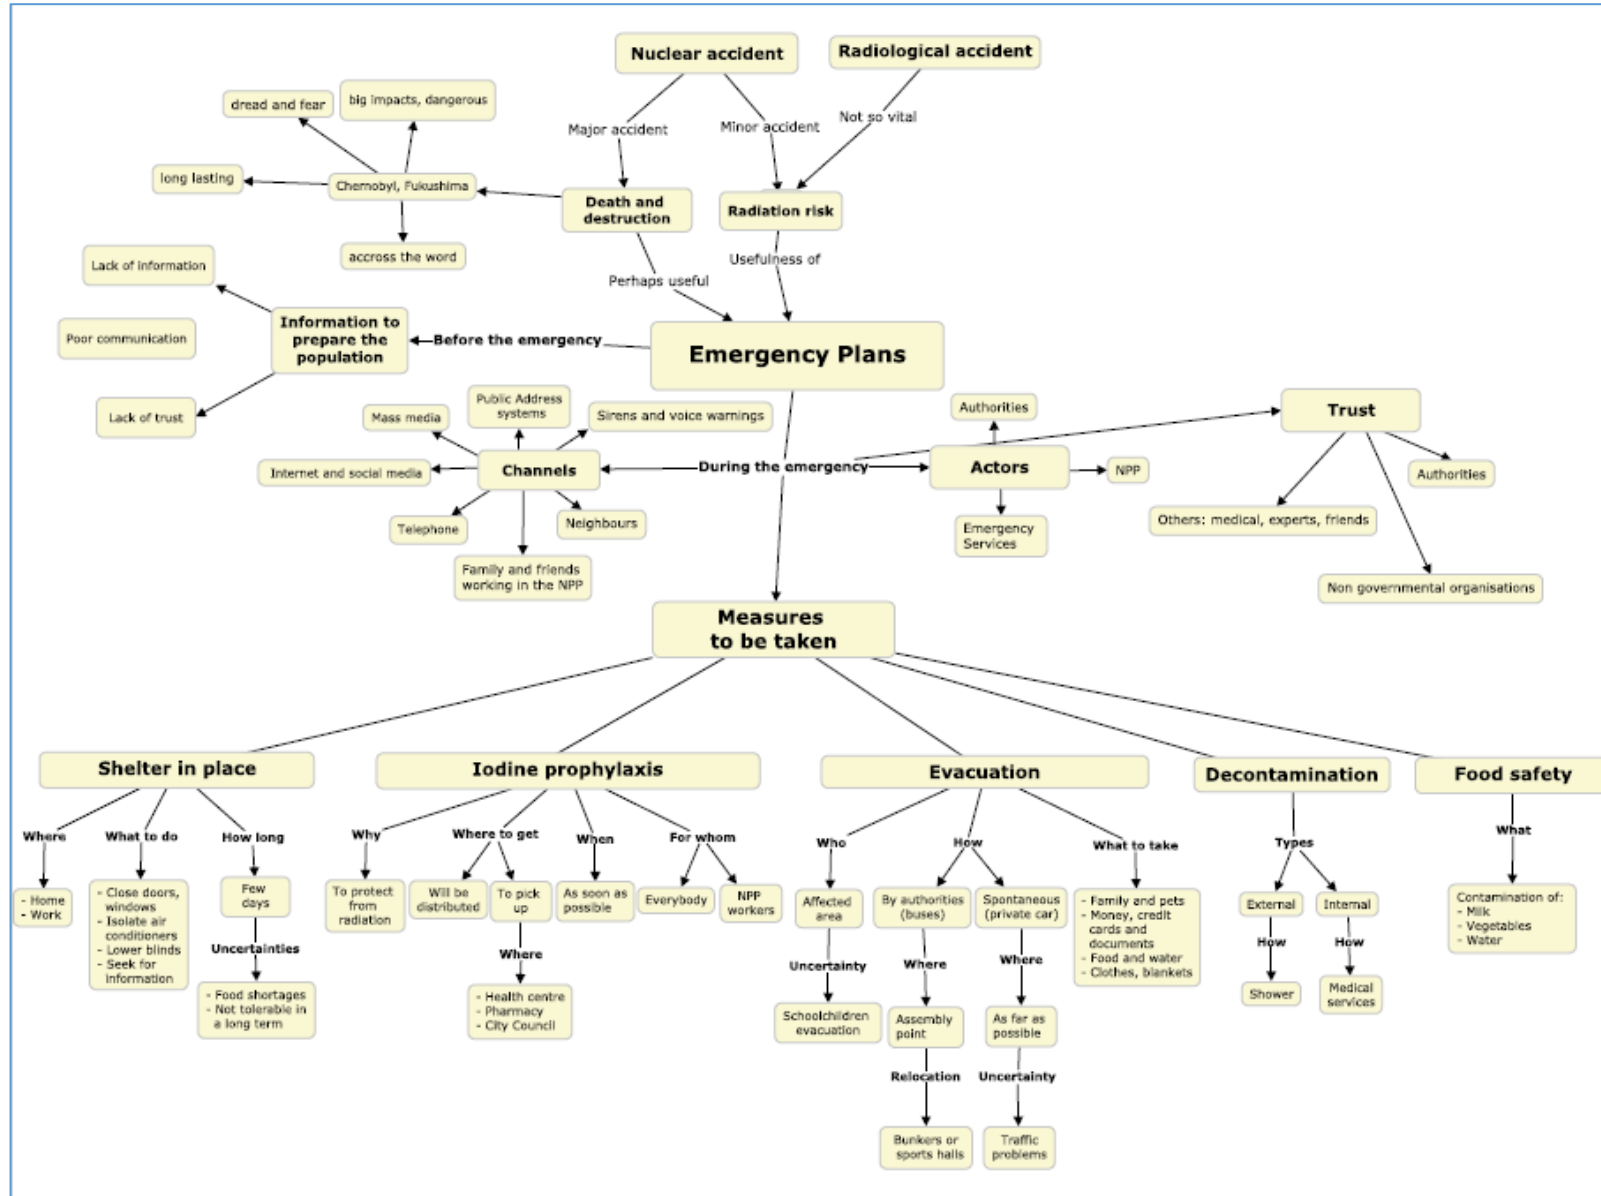 Nuclear accident
Radiological accident
dread and fear
big impacts, dangerous
Major accident
Minor accident
Not so vital
long lasting
Chernobyl, Fukushima
Death and
destruction
Radiation risk
accross the word
Usefulness of
Perhaps useful
Lack of information
Poor communication
Lack of trust
Information to
prepare the
population
Before the emergency
Emergency Plans
Mass media
Public Address
systems
Sirens and voice warnings
Internet and social media
Channels
During the emergency
Telephone
Neighbours
Family and friends
working in the NPP
Authorities
Actors
NPP
Emergency
Services
Trust
Authorities
Others: medical, experts, friends
Non governmental organisations
Measures
to be taken
Shelter in place
Where
- Home
- Work
What to do
- Close doors,
windows
- Isolate air
conditioners
- Lower blinds
- Seek for
information
How long
Few
days
Uncertainties
- Food shortages
- Not tolerable in
a long term
Iodine prophylaxis
Why
To protect
from
radiation
Where to get
Will be
distributed
To pick
up
Where
- Health centre
- Pharmacy
- City Council
When
As soon as
possible
For whom
Everybody
NPP
workers
Evacuation
Who
Affected
area
Uncertainty
Schoolchildren
evacuation
How
By authorities
(buses)
Where
Assembly
point
Relocation
Bunkers or
sports halls
Spontaneous
(private car)
Where
As far as
possible
Uncertainty
Traffic
problems
What to take
- Family and pets
- Money, credit
cards and
documents
- Food and water
- Clothes, blankets
Decontamination
Types
External
How
Shower
Internal
How
Medical
services
Food safety
What
Contamination of:
- Milk
- Vegetables
- Water